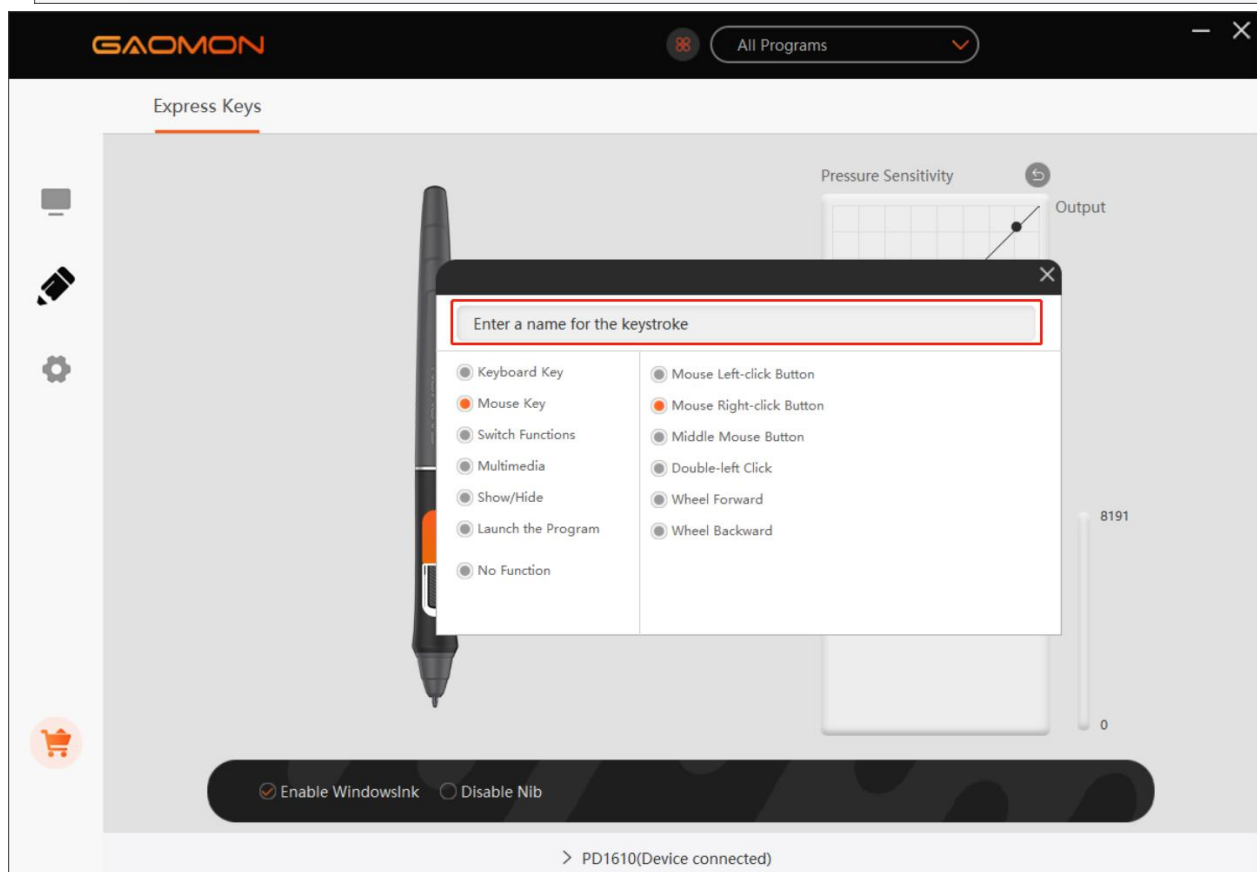 GAOMON
All Programs
Express Keys
Pressure Sensitivity
Output
Enter a name for the keystroke
Keyboard Key
Mouse Key
Switch Functions
Multimedia
Show/Hide
Launch the Program
No Function
Mouse Left-click Button
Mouse Right-click Button
Middle Mouse Button
Double-left Click
Wheel Forward
Wheel Backward
8191
0
Enable WindowsInk
Disable Nib
PD1610(Device connected)